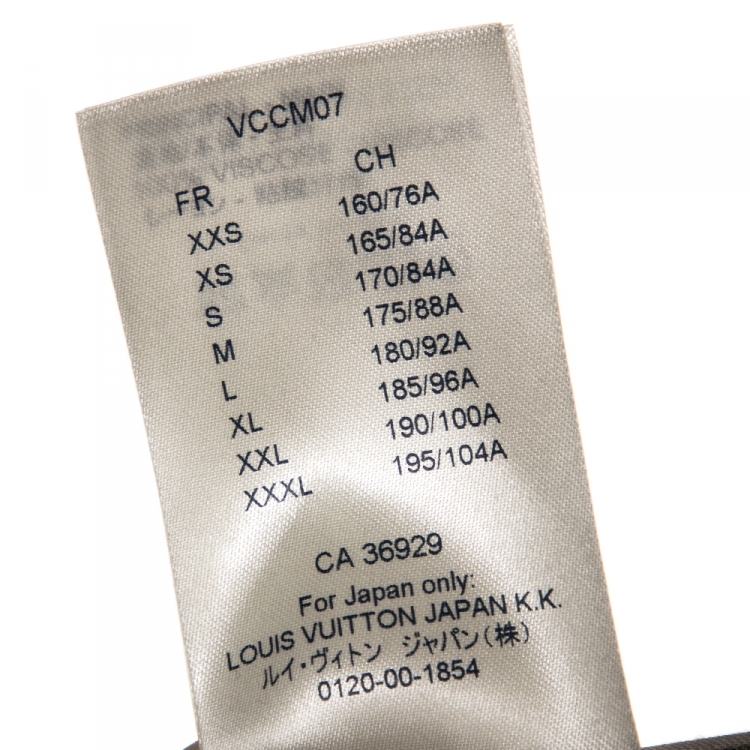 VCCM07
FR CH
XXS 160/76A
XS 165/84A
S 170/84A
M 175/88A
L 180/92A
XL 185/96A
XXL 190/100A
XXXL 195/104A
CA 36929
For Japan only:
LOUIS VUITTON JAPAN K.K.
ルイ・ヴィトン ジャパン(株)
0120-00-1854